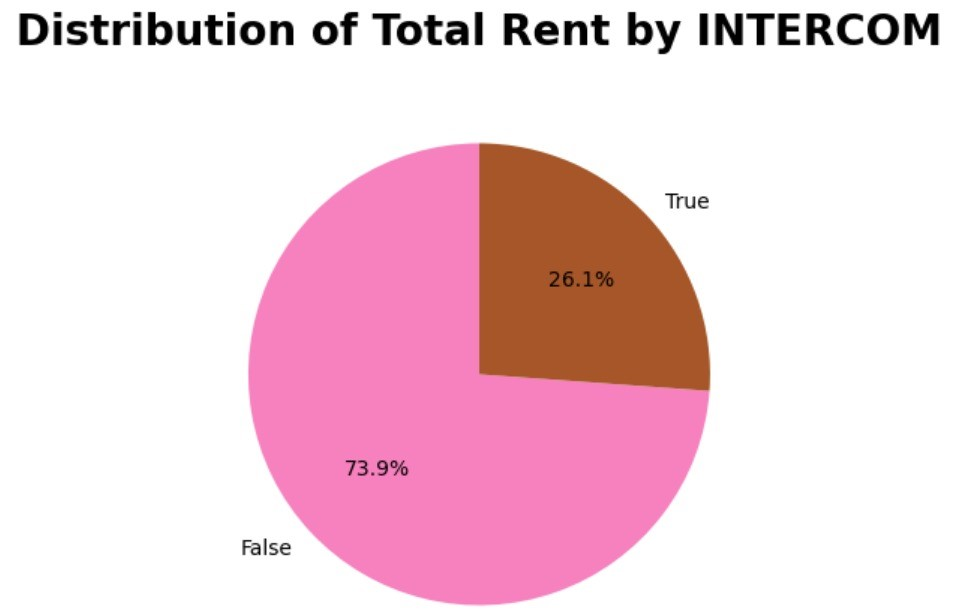 Distribution of Total Rent by INTERCOM
True
26.1%
73.9%
False